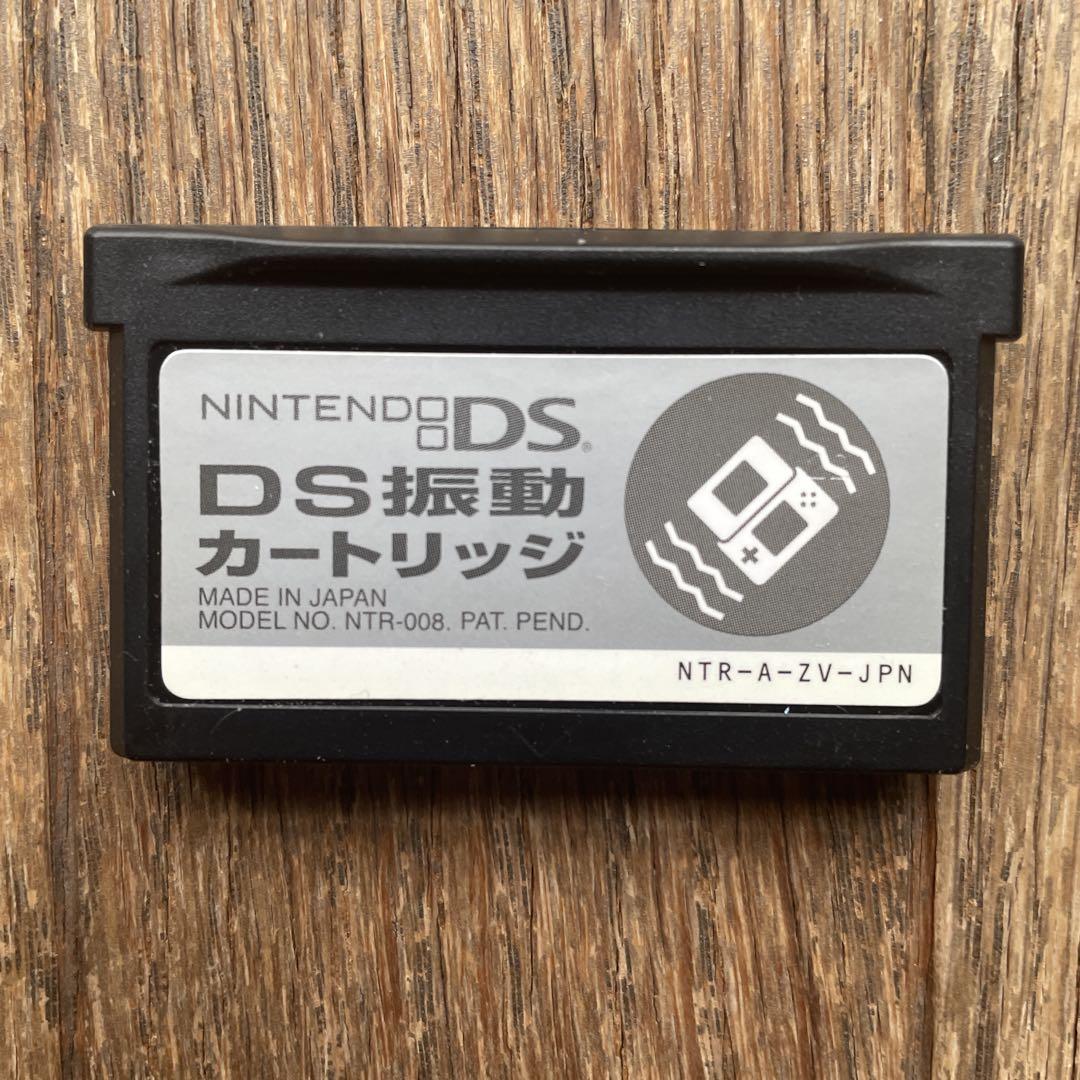 NINTENDO DS®
DS振動
カートリッジ
MADE IN JAPAN
MODEL NO. NTR-008. PAT. PEND.
NTR-A-ZV-JPN